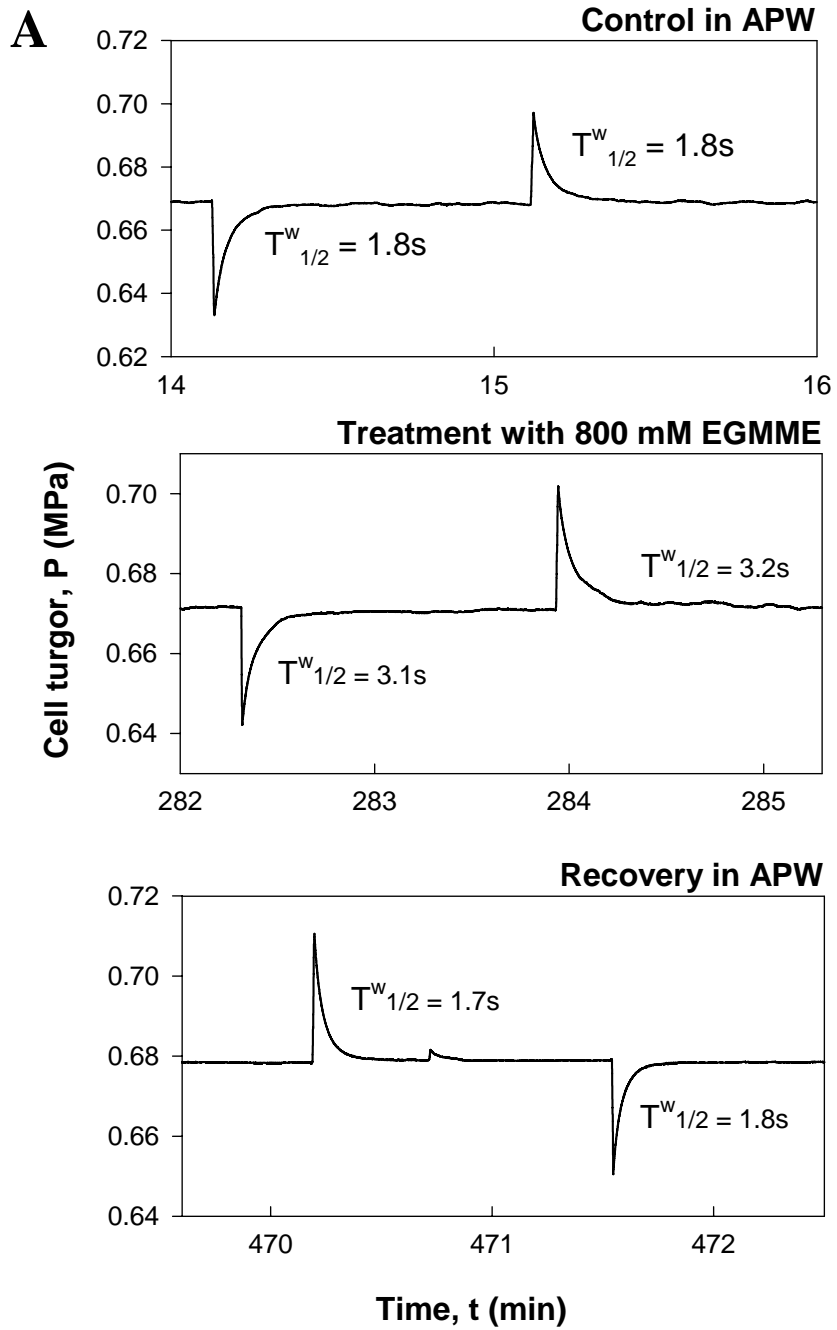 A
Control in APW
0.72
0.70
0.68
0.66
0.64
0.62
T^w_1/2 = 1.8s
T^w_1/2 = 1.8s
14 15 16
Treatment with 800 mM EGMME
Cell turgor, P (MPa)
0.70
0.68
0.66
0.64
T^w_1/2 = 3.2s
T^w_1/2 = 3.1s
282 283 284 285
Recovery in APW
0.72
0.70
0.68
0.66
0.64
T^w_1/2 = 1.7s
T^w_1/2 = 1.8s
470 471 472
Time, t (min)